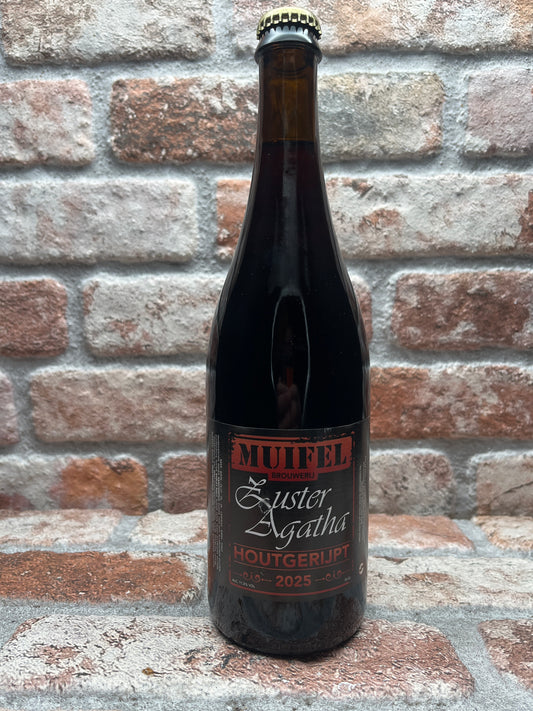 MUIFEL
BROUWERIJ
Zuster
Agatha
HOUTGERIJPT
2025